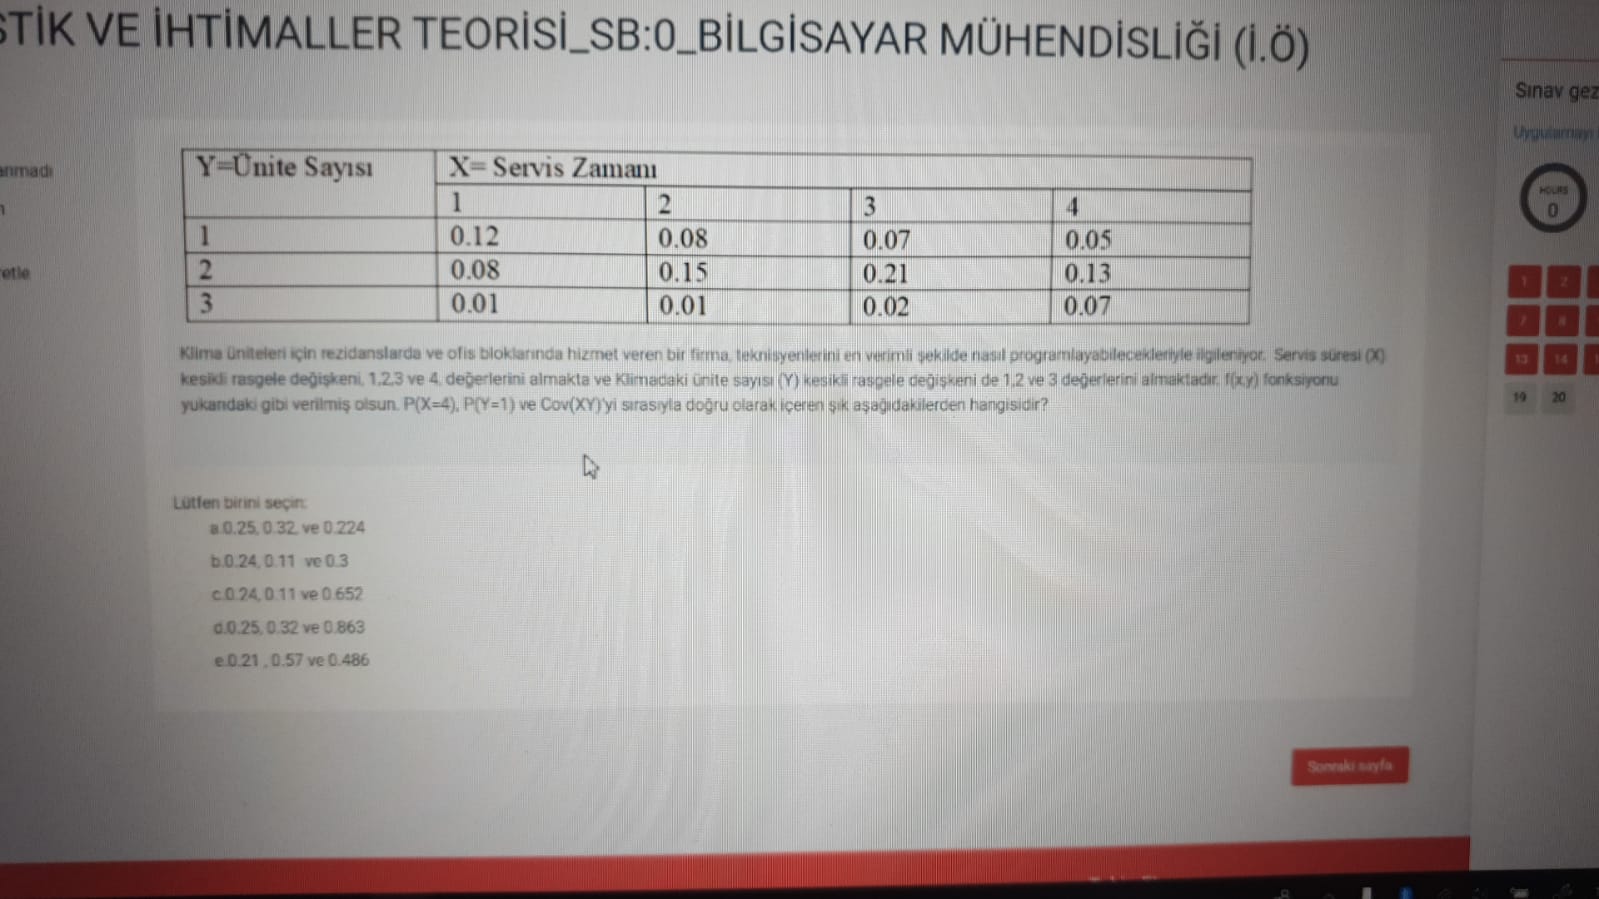 STİK VE İHTİMALLER TEORİSİ_SB:0_BİLGİSAYAR MÜHENDİSLİĞİ (İ.Ö)
Sınav gez
Uygulamayı
HOURS
0
anmadı
retle
Y=Ünite Sayısı X= Servis Zamanı
1 2 3 4
1 0.12 0.08 0.07 0.05
2 0.08 0.15 0.21 0.13
3 0.01 0.01 0.02 0.07
1 2
7 8
13 14
19 20
Klima üniteleri için rezidanslarda ve ofis bloklarında hizmet veren bir firma, teknisyenlerini en verimli şekilde nasıl programlayabilecekleriyle ilgileniyor. Servis süresi (X)
kesikli rasgele değişkeni, 1,2,3 ve 4, değerlerini almakta ve Klimadaki ünite sayısı (Y) kesikli rasgele değişkeni de 1,2 ve 3 değerlerini almaktadır. f(x,y) fonksiyonu
yukarıdaki gibi verilmiş olsun. P(X=4), P(Y=1) ve Cov(XY)'yi sırasıyla doğru olarak içeren şık aşağıdakilerden hangisidir?
Lütfen birini seçin:
a.0.25, 0.32, ve 0.224
b.0.24, 0.11 ve 0.3
c.0.24, 0.11 ve 0.652
d.0.25, 0.32 ve 0.863
e.0.21 , 0.57 ve 0.486
Sonraki sayfa